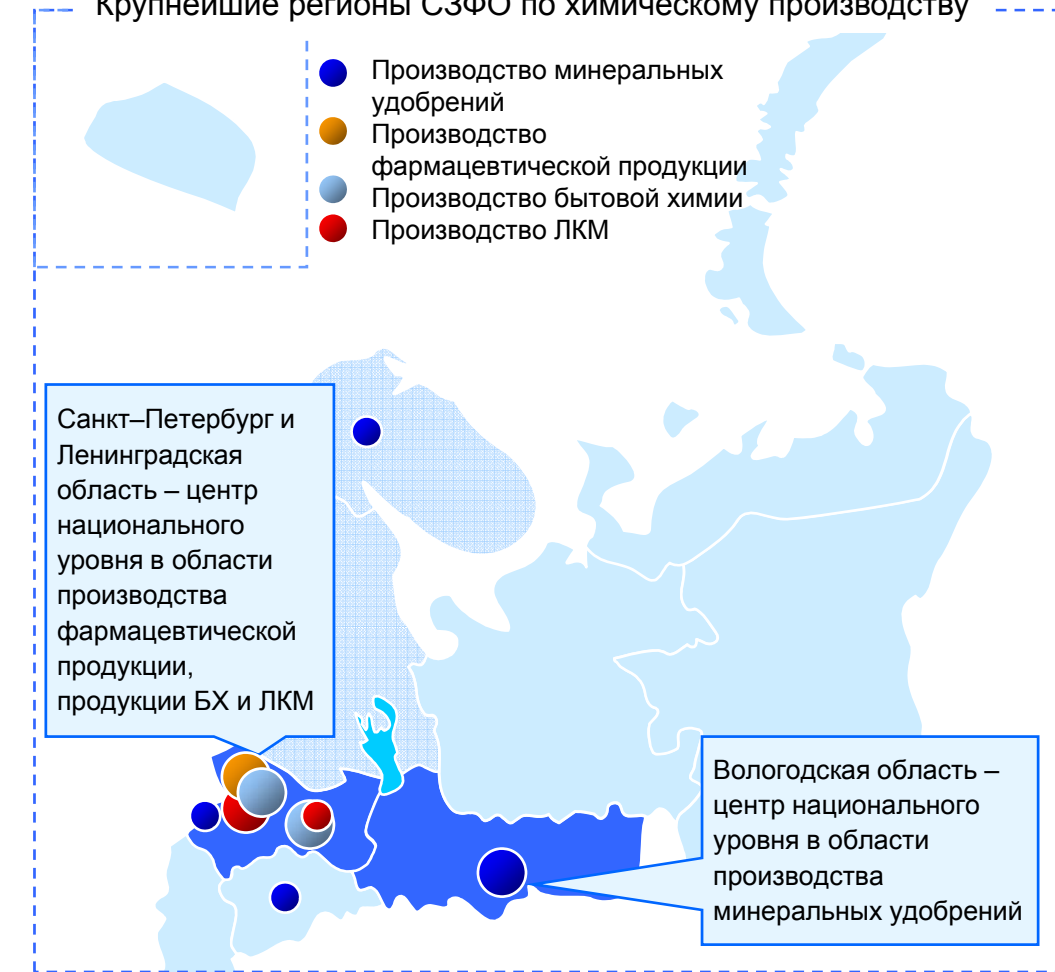 Крупнейшие регионы СЗФО по химическому производству
Производство минеральных
удобрений
Производство
фармацевтической продукции
Производство бытовой химии
Производство ЛКМ
Санкт–Петербург и
Ленинградская
область – центр
национального
уровня в области
производства
фармацевтической
продукции,
продукции БХ и ЛКМ
Вологодская область –
центр национального
уровня в области
производства
минеральных удобрений